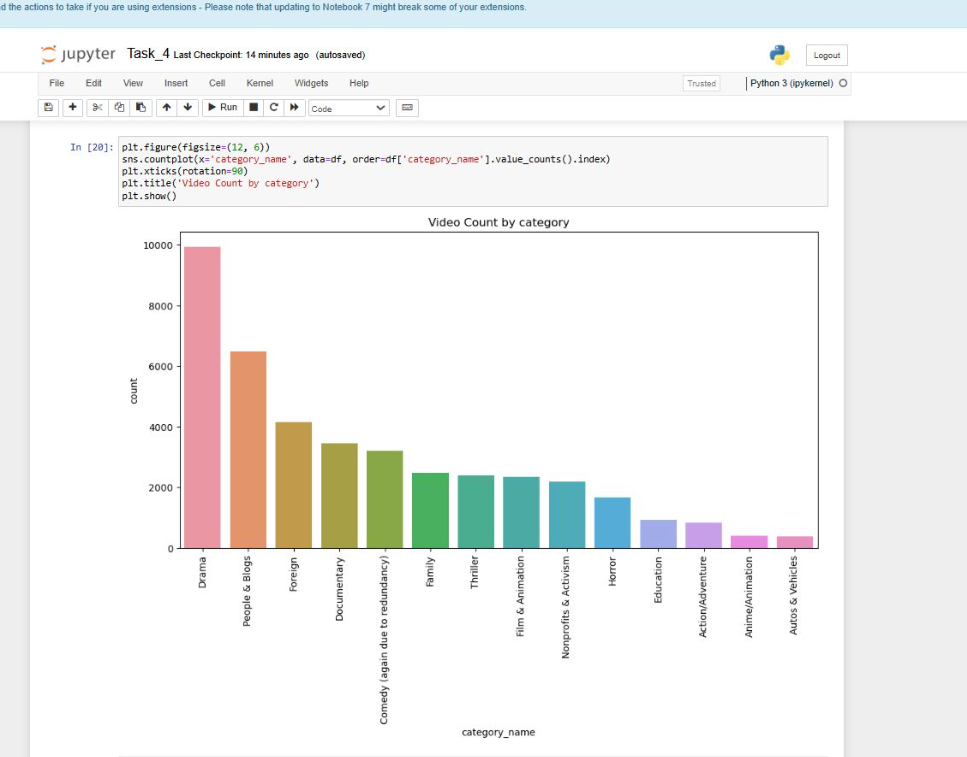 d the actions to take if you are using extensions - Please note that updating to Notebook 7 might break some of your extensions.
jupyter Task_4 Last Checkpoint: 14 minutes ago (autosaved)
Logout
File Edit View Insert Cell Kernel Widgets Help
Trusted
Python 3 (ipykernel)
Run
Code
In [20]: plt.figure(figsize=(12, 6))
sns.countplot(x='category_name', data=df, order=df['category_name'].value_counts().index)
plt.xticks(rotation=90)
plt.title('Video Count by category')
plt.show()
Video Count by category
10000
8000
6000
4000
2000
0
count
Drama
People & Blogs
Foreign
Documentary
Comedy (again due to redundancy)
Family
Thriller
Film & Animation
Nonprofits & Activism
Horror
Education
Action/Adventure
Anime/Animation
Autos & Vehicles
category_name